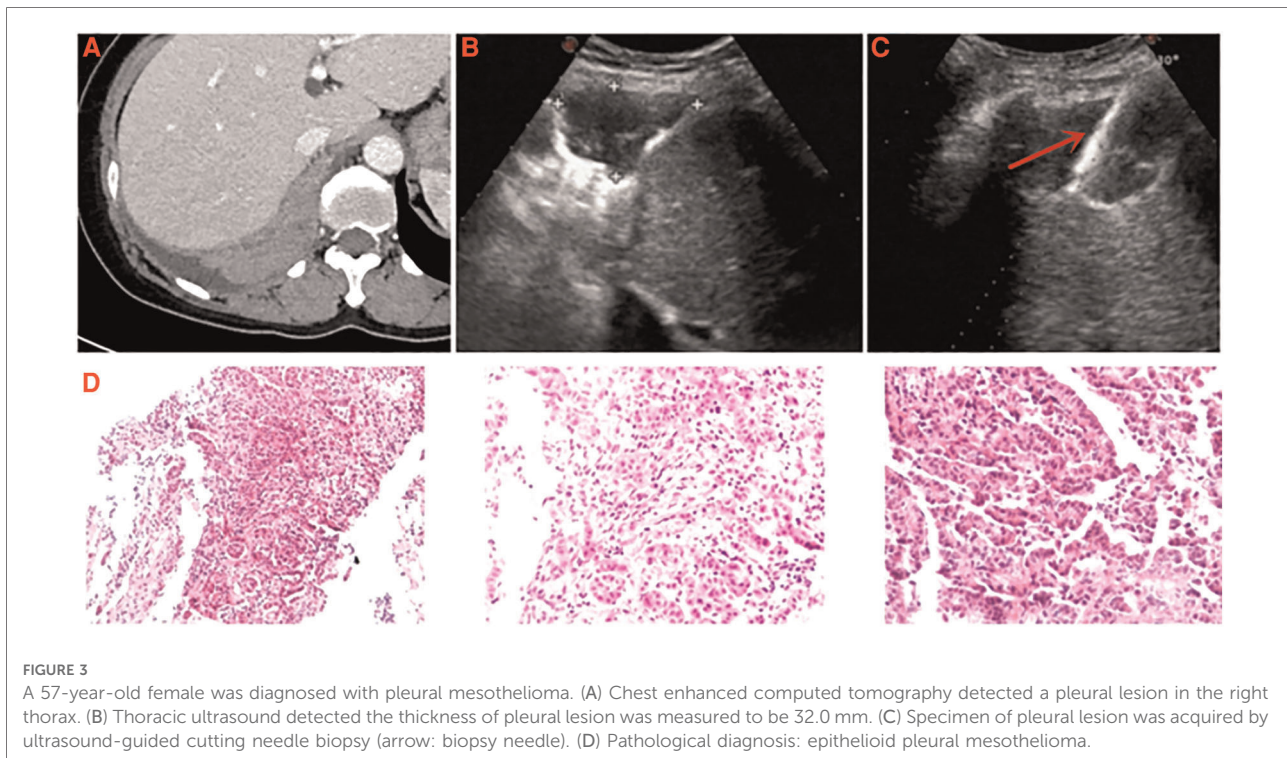 A
B
C
10°
D
FIGURE 3
A 57-year-old female was diagnosed with pleural mesothelioma. (A) Chest enhanced computed tomography detected a pleural lesion in the right
thorax. (B) Thoracic ultrasound detected the thickness of pleural lesion was measured to be 32.0 mm. (C) Specimen of pleural lesion was acquired by
ultrasound-guided cutting needle biopsy (arrow: biopsy needle). (D) Pathological diagnosis: epithelioid pleural mesothelioma.